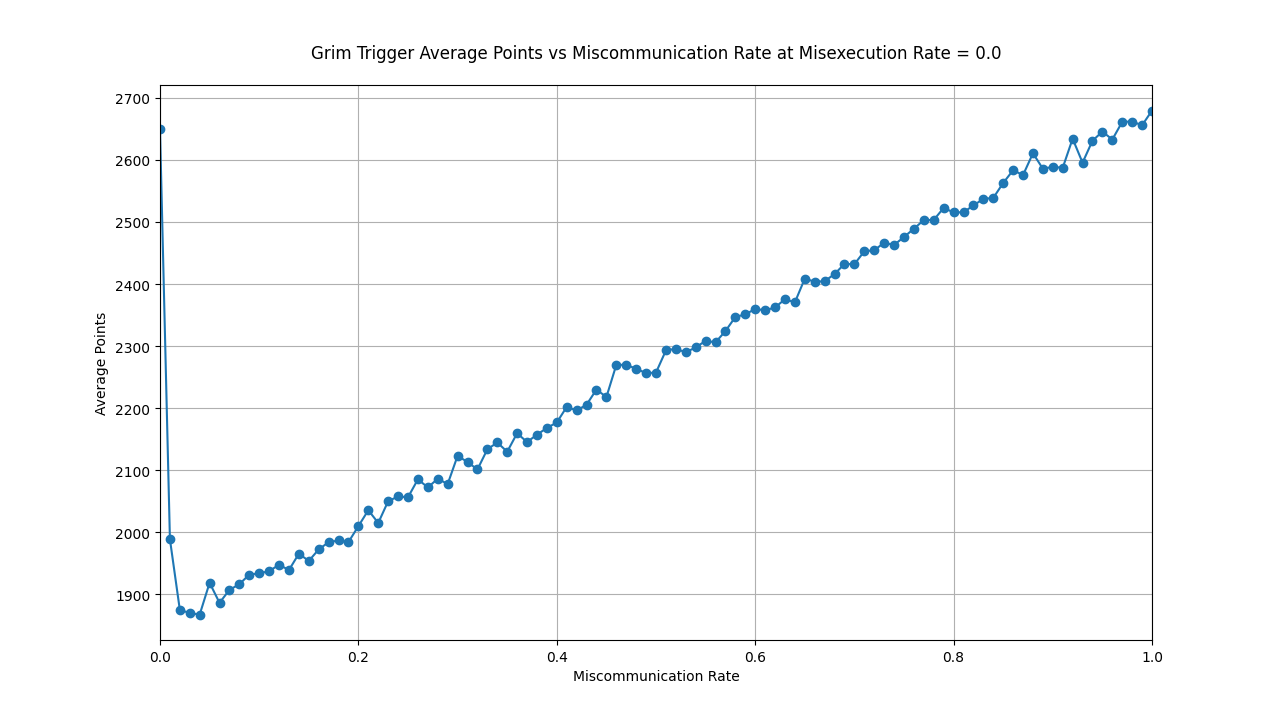 Grim Trigger Average Points vs Miscommunication Rate at Misexecution Rate = 0.0
2700
2600
2500
2400
2300
2200
2100
2000
1900
Average Points
0.0 0.2 0.4 0.6 0.8 1.0
Miscommunication Rate